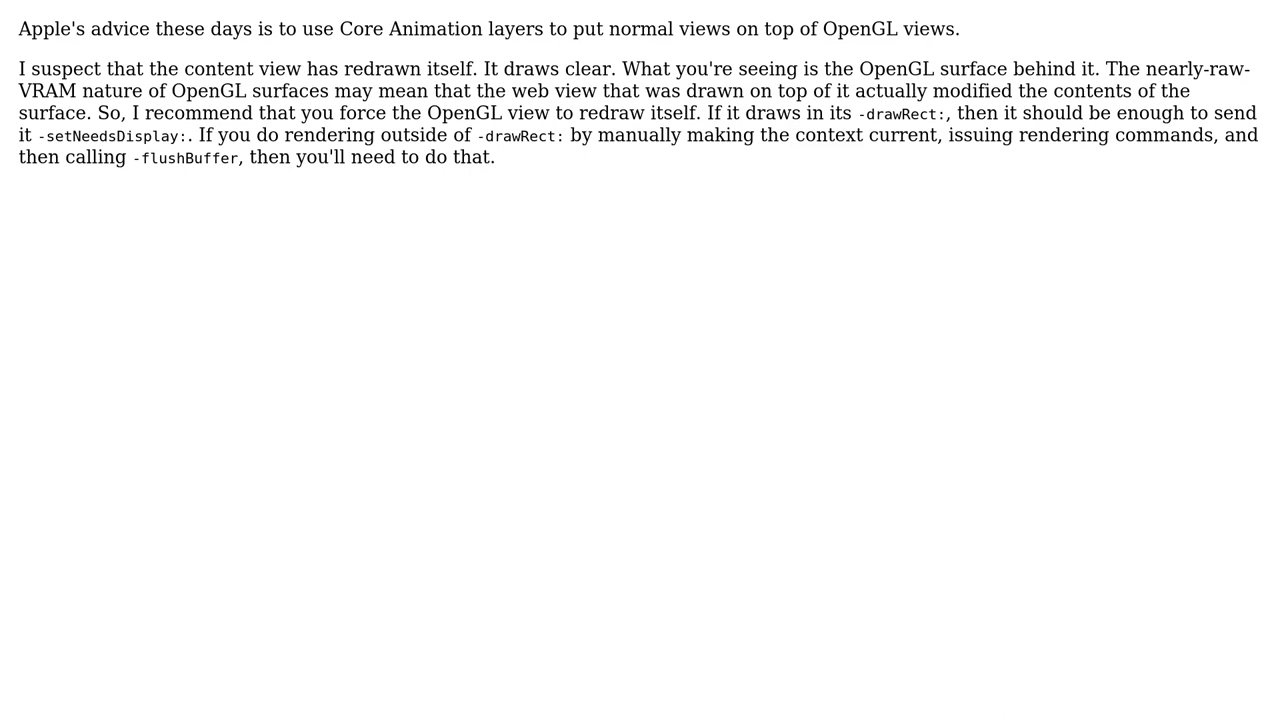 Apple's advice these days is to use Core Animation layers to put normal views on top of OpenGL views.
I suspect that the content view has redrawn itself. It draws clear. What you're seeing is the OpenGL surface behind it. The nearly-raw-
VRAM nature of OpenGL surfaces may mean that the web view that was drawn on top of it actually modified the contents of the
surface. So, I recommend that you force the OpenGL view to redraw itself. If it draws in its -drawRect:, then it should be enough to send
it -setNeedsDisplay:. If you do rendering outside of -drawRect: by manually making the context current, issuing rendering commands, and
then calling -flushBuffer, then you'll need to do that.